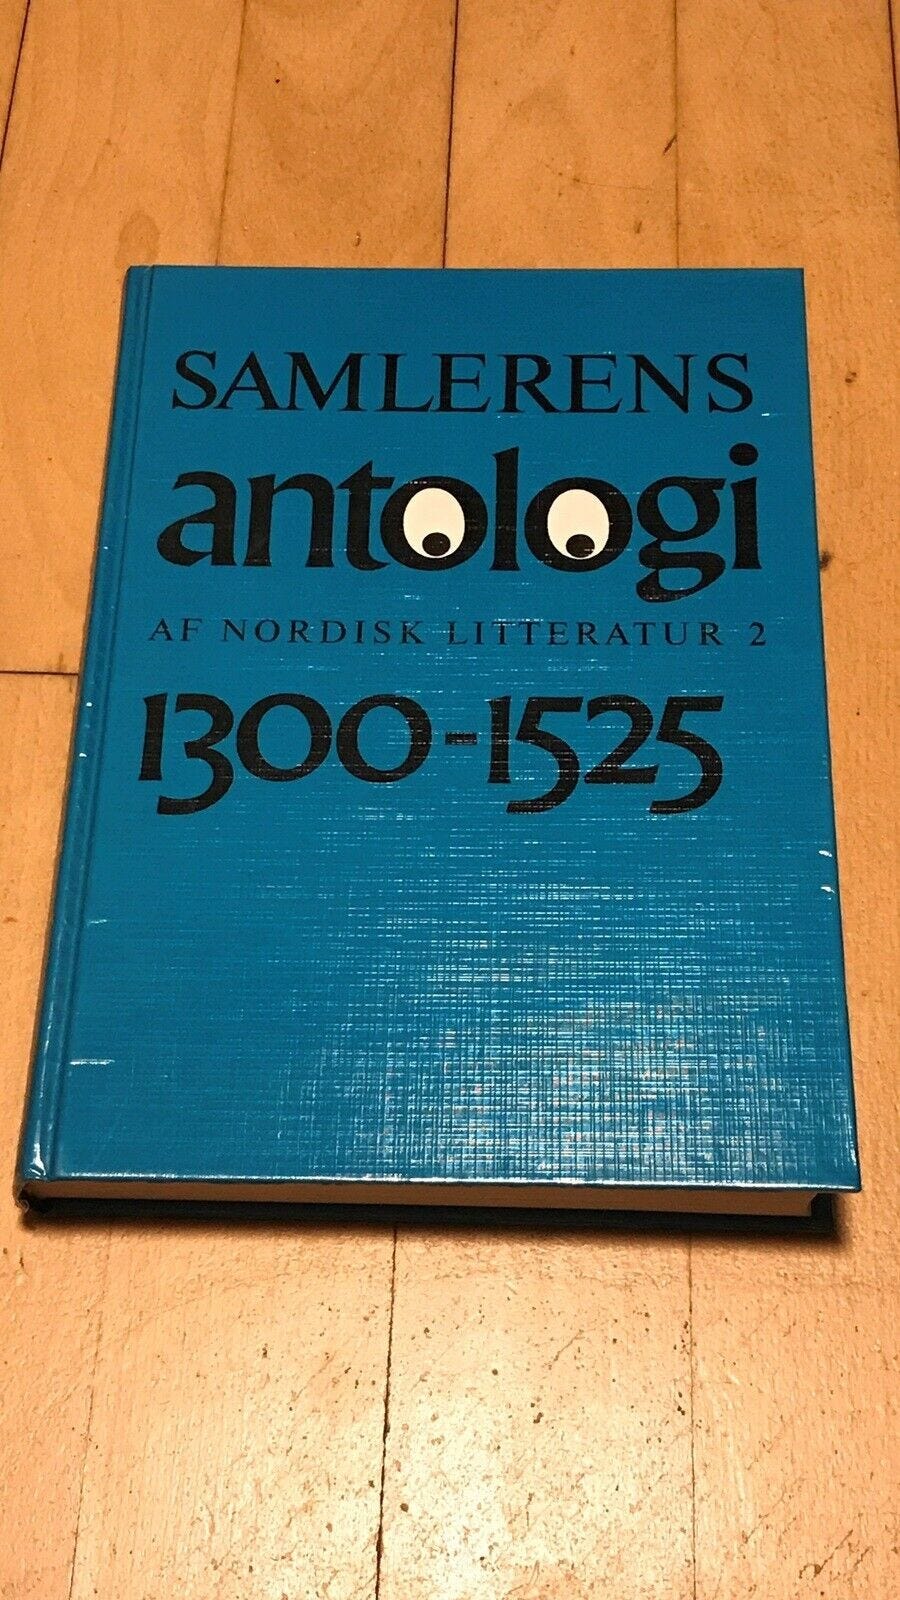 SAMLERENS
antologi
AF NORDISK LITTERATUR 2
1300-1525